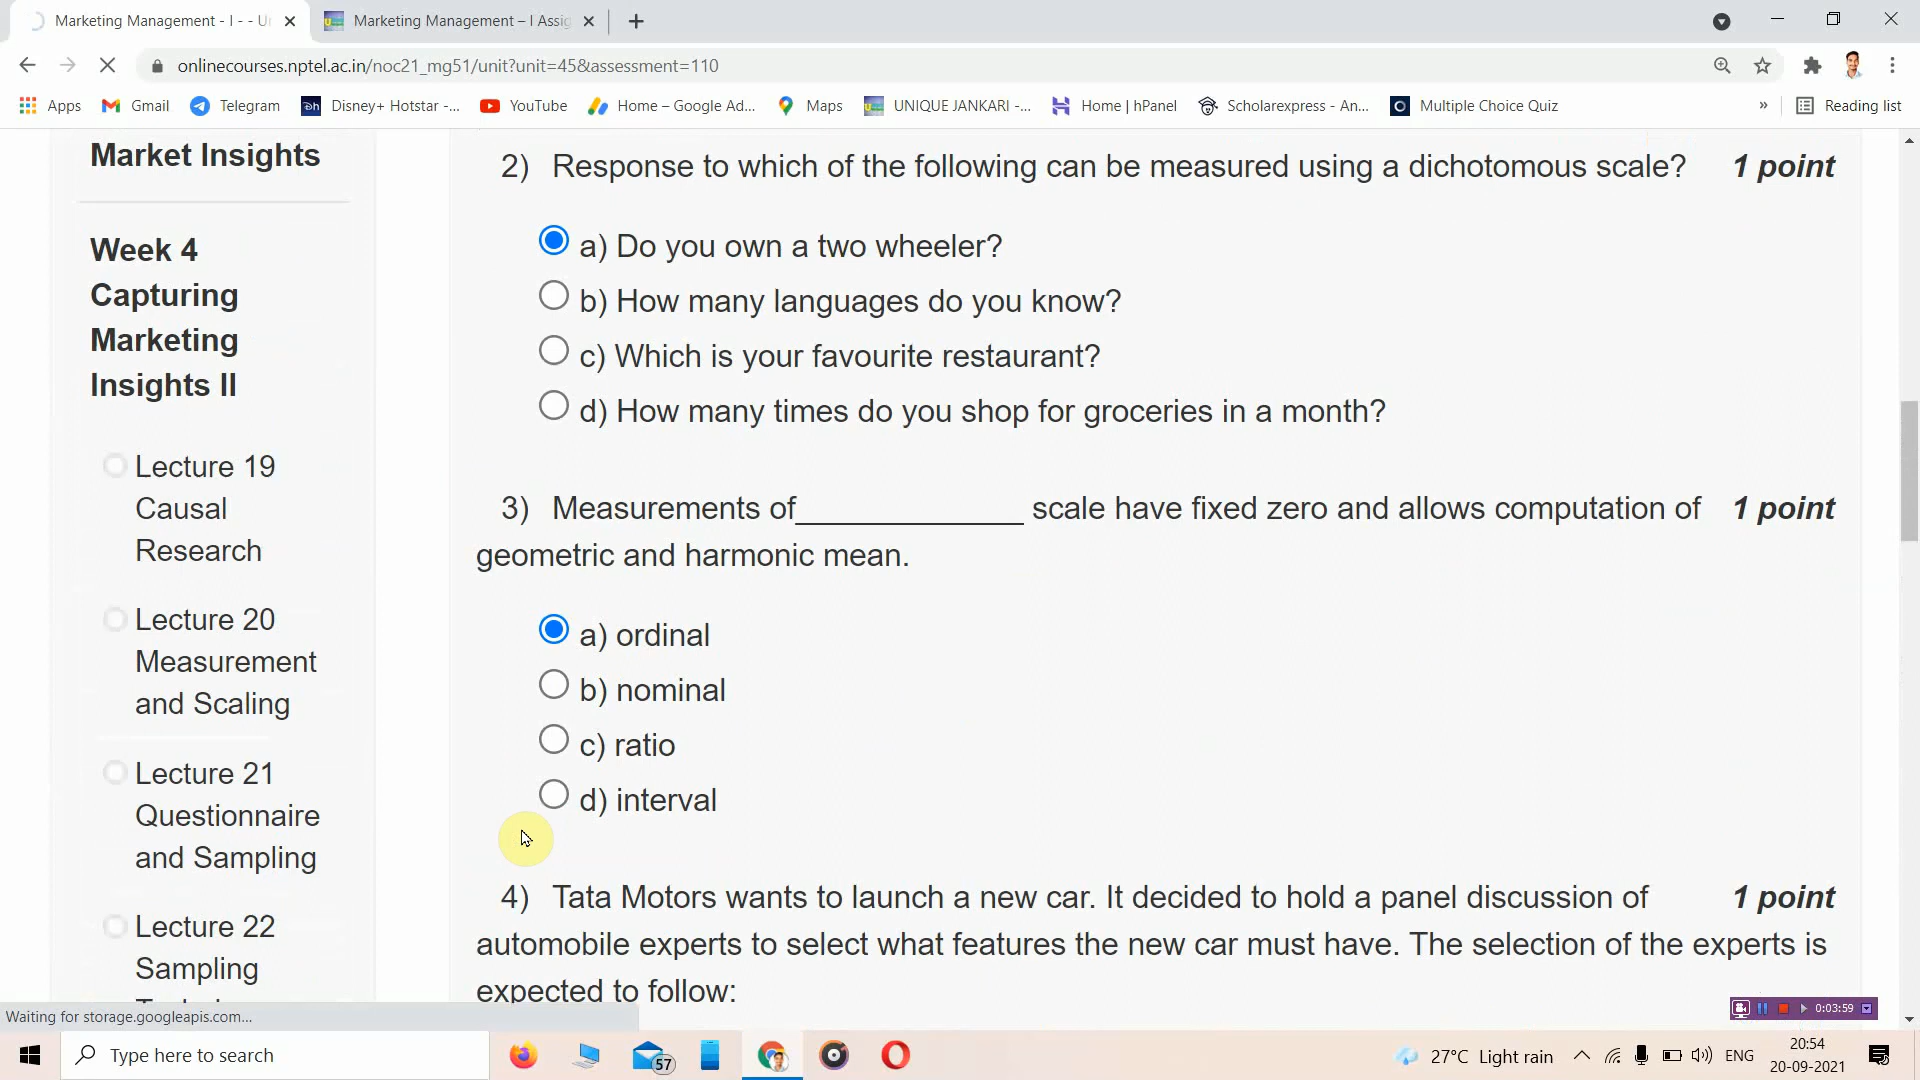 Marketing Management - I - - Un
Marketing Management – I Assig
onlinecourses.nptel.ac.in/noc21_mg51/unit?unit=45&assessment=110
Apps
Gmail
Telegram
Disney+ Hotstar -...
YouTube
Home – Google Ad...
Maps
UNIQUE JANKARI -...
Home | hPanel
Scholarexpress - An...
Multiple Choice Quiz
»
Reading list
Market Insights
Week 4
Capturing
Marketing
Insights II
Lecture 19
Causal
Research
Lecture 20
Measurement
and Scaling
Lecture 21
Questionnaire
and Sampling
Lecture 22
Sampling
2) Response to which of the following can be measured using a dichotomous scale? 1 point
a) Do you own a two wheeler?
b) How many languages do you know?
c) Which is your favourite restaurant?
d) How many times do you shop for groceries in a month?
3) Measurements of_____________ scale have fixed zero and allows computation of 1 point
geometric and harmonic mean.
a) ordinal
b) nominal
c) ratio
d) interval
4) Tata Motors wants to launch a new car. It decided to hold a panel discussion of 1 point
automobile experts to select what features the new car must have. The selection of the experts is
expected to follow:
Waiting for storage.googleapis.com...
0:03:59
Type here to search
57
27°C Light rain
ENG
20:54
20-09-2021